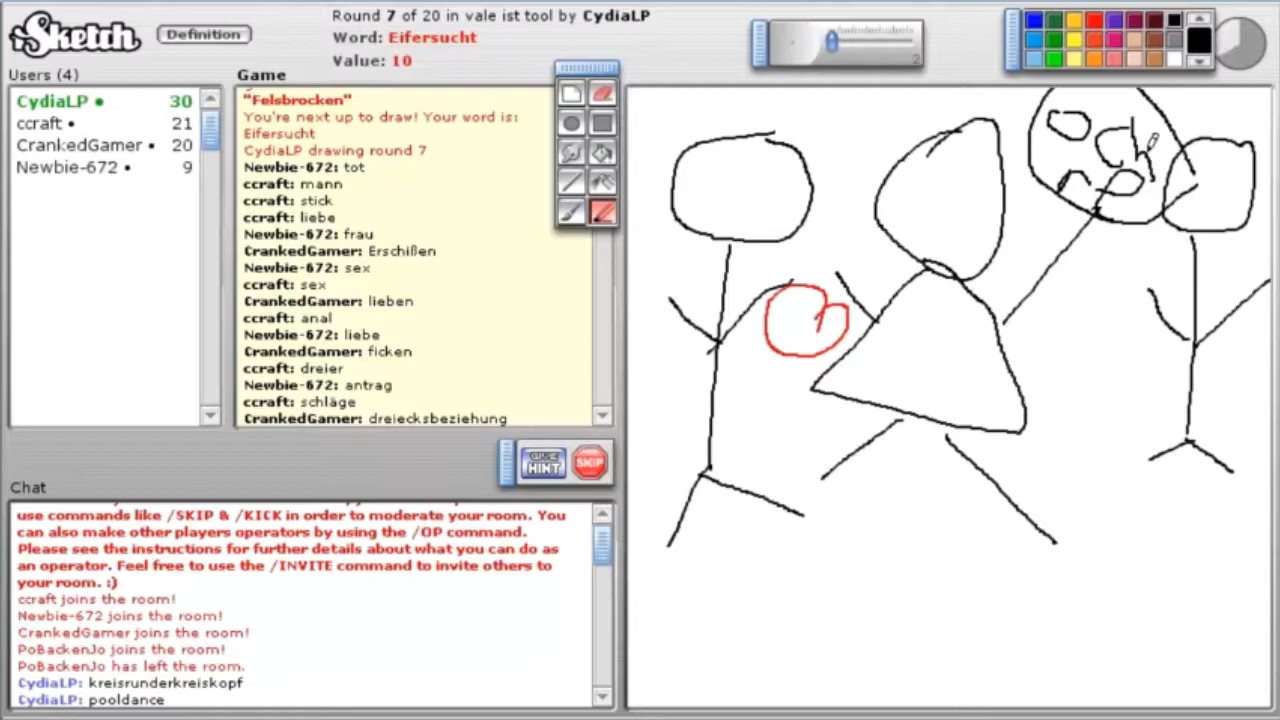 iSketch
Definition
Round 7 of 20 in vale ist tool by CydiaLP
Word: Eifersucht
Value: 10
2
Users (4)
CydiaLP • 30
ccraft • 21
CrankedGamer • 20
Newbie-672 • 9
Game
"Felsbrocken"
You're next up to draw! Your word is:
Eifersucht
CydiaLP drawing round 7
Newbie-672: tot
ccraft: mann
ccraft: stick
ccraft: liebe
Newbie-672: frau
CrankedGamer: Erschißen
Newbie-672: sex
ccraft: sex
CrankedGamer: lieben
ccraft: anal
Newbie-672: liebe
CrankedGamer: ficken
ccraft: dreier
Newbie-672: antrag
ccraft: schläge
CrankedGamer: dreiecksbeziehung
HINT
SKIP
Chat
use commands like /SKIP & /KICK in order to moderate your room. You
can also make other players operators by using the /OP command.
Please see the instructions for further details about what you can do as
an operator. Feel free to use the /INVITE command to invite others to
your room. :)
ccraft joins the room!
Newbie-672 joins the room!
CrankedGamer joins the room!
PoBackenJo joins the room!
PoBackenJo has left the room.
CydiaLP: kreisrunderkreiskopf
CydiaLP: pooldance